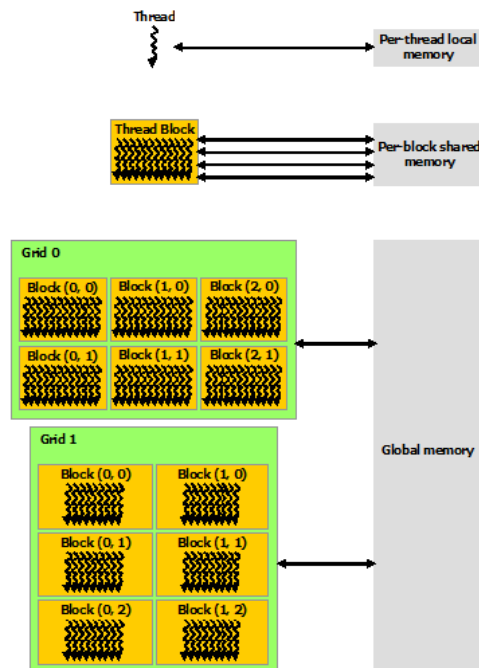 Thread
Per-thread local
memory
Thread Block
Per-block shared
memory
Grid 0
Block (0, 0)
Block (1, 0)
Block (2, 0)
Block (0, 1)
Block (1, 1)
Block (2, 1)
Grid 1
Global memory
Block (0, 0)
Block (1, 0)
Block (0, 1)
Block (1, 1)
Block (0, 2)
Block (1, 2)